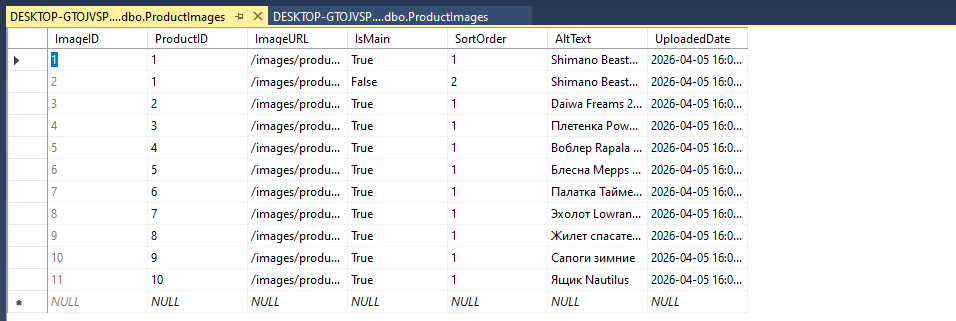 DESKTOP-GTOJVSP....dbo.ProductImages DESKTOP-GTOJVSP....dbo.ProductImages
ImageID ProductID ImageURL IsMain SortOrder AltText UploadedDate
1 1 /images/produ... True 1 Shimano Beast... 2026-04-05 16:0...
2 1 /images/produ... False 2 Shimano Beast... 2026-04-05 16:0...
3 2 /images/produ... True 1 Daiwa Freams 2... 2026-04-05 16:0...
4 3 /images/produ... True 1 Плетенка Pow... 2026-04-05 16:0...
5 4 /images/produ... True 1 Воблер Rapala ... 2026-04-05 16:0...
6 5 /images/produ... True 1 Блесна Mepps ... 2026-04-05 16:0...
7 6 /images/produ... True 1 Палатка Тайме... 2026-04-05 16:0...
8 7 /images/produ... True 1 Эхолот Lowran... 2026-04-05 16:0...
9 8 /images/produ... True 1 Жилет спасате... 2026-04-05 16:0...
10 9 /images/produ... True 1 Сапоги зимние 2026-04-05 16:0...
11 10 /images/produ... True 1 Ящик Nautilus 2026-04-05 16:0...
NULL NULL NULL NULL NULL NULL NULL